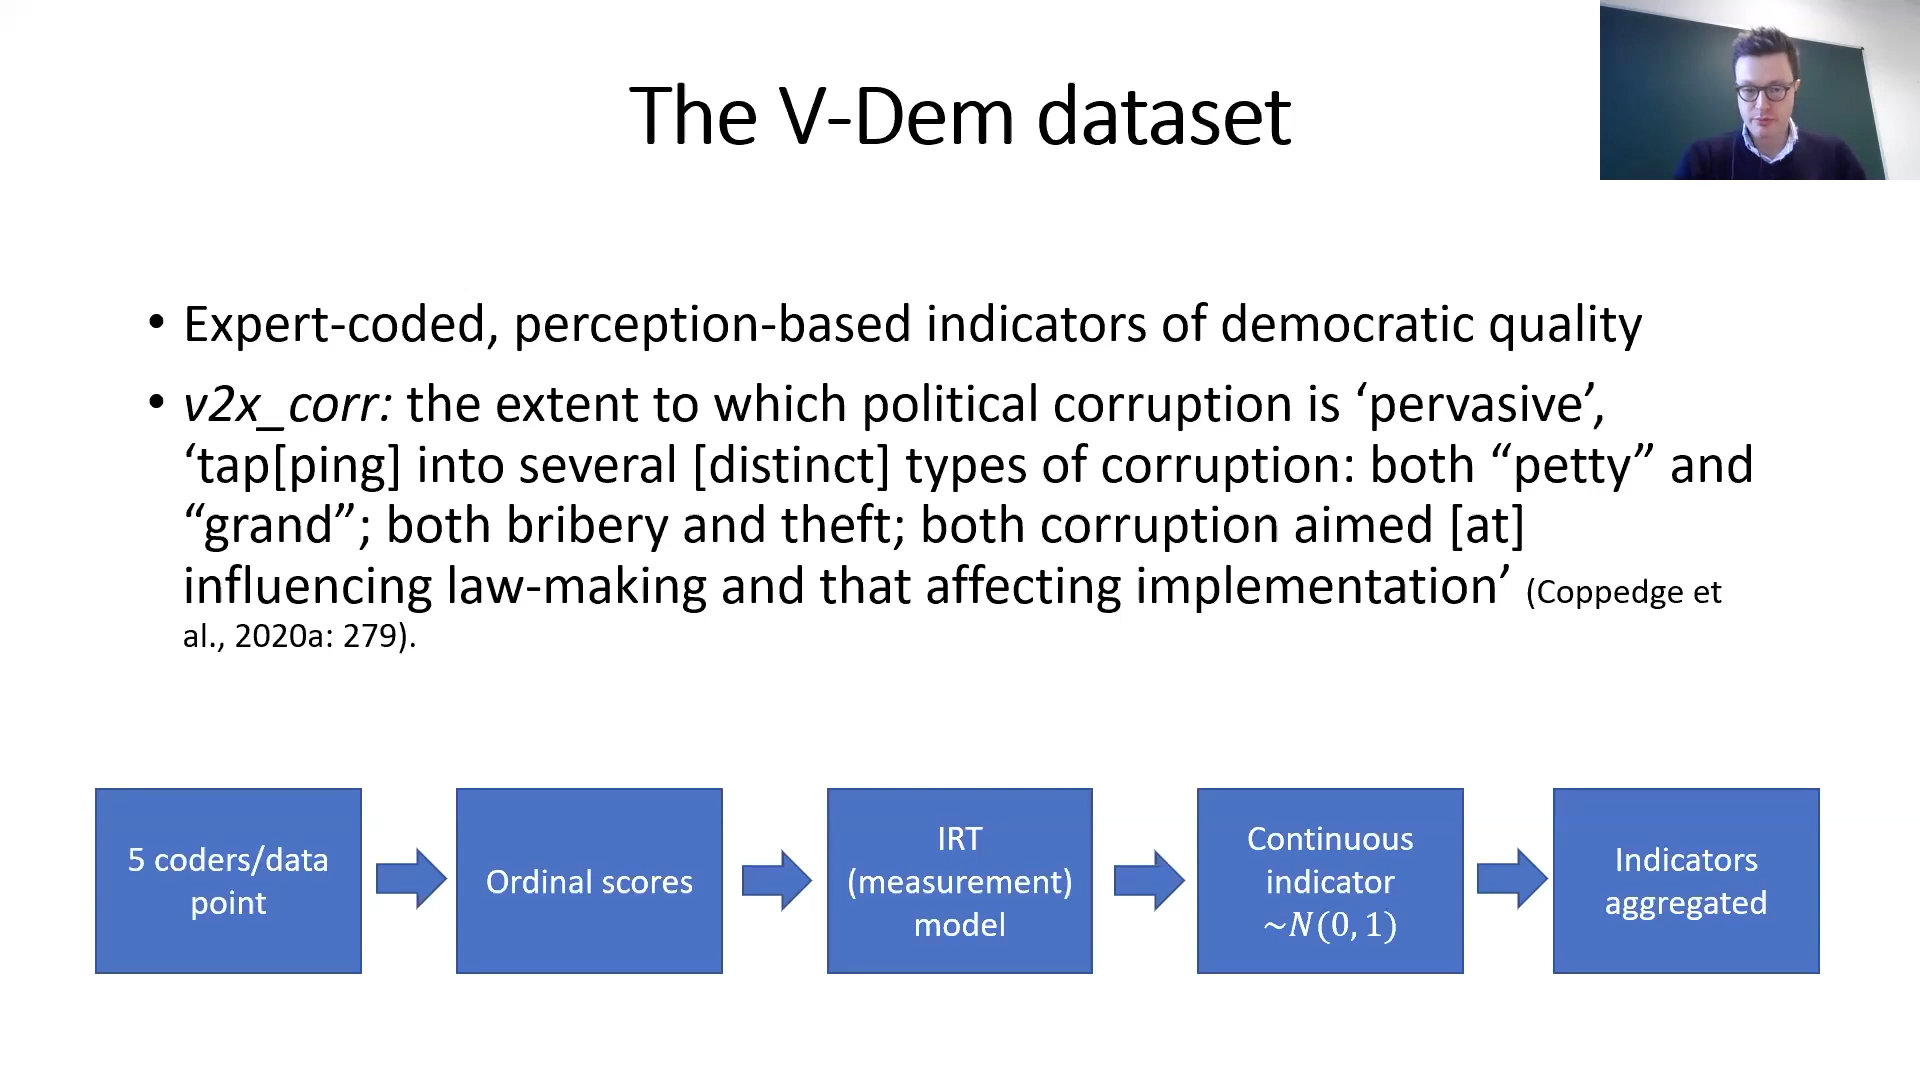 The V-Dem dataset
• Expert-coded, perception-based indicators of democratic quality
• v2x_corr: the extent to which political corruption is ‘pervasive’,
‘tap[ping] into several [distinct] types of corruption: both “petty” and
“grand”; both bribery and theft; both corruption aimed [at]
influencing law-making and that affecting implementation’ (Coppedge et
al., 2020a: 279).
5 coders/data
point
Ordinal scores
IRT
(measurement)
model
Continuous
indicator
~N(0, 1)
Indicators
aggregated